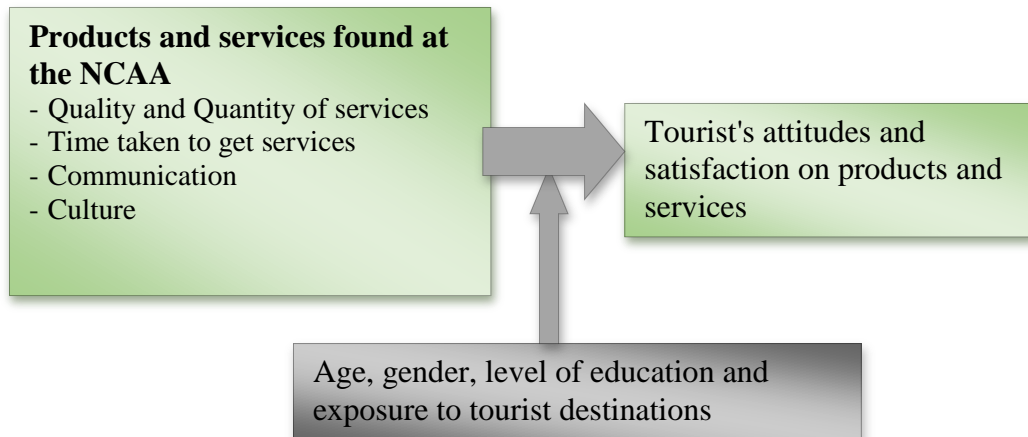 Products and services found at
the NCAA
- Quality and Quantity of services
- Time taken to get services
- Communication
- Culture
Tourist's attitudes and
satisfaction on products and
services
Age, gender, level of education and
exposure to tourist destinations